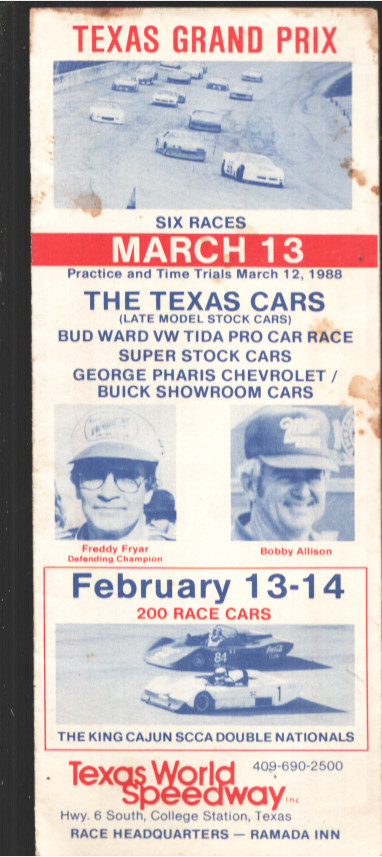 TEXAS GRAND PRIX
SIX RACES
MARCH 13
Practice and Time Trials March 12, 1988
THE TEXAS CARS
(LATE MODEL STOCK CARS)
BUD WARD VW TIDA PRO CAR RACE
SUPER STOCK CARS
GEORGE PHARIS CHEVROLET /
BUICK SHOWROOM CARS
Freddy Fryar
Defending Champion
Bobby Allison
February 13-14
200 RACE CARS
84
1
THE KING CAJUN SCCA DOUBLE NATIONALS
409-690-2500
Texas World
Speedway Inc
Hwy. 6 South, College Station, Texas
RACE HEADQUARTERS — RAMADA INN